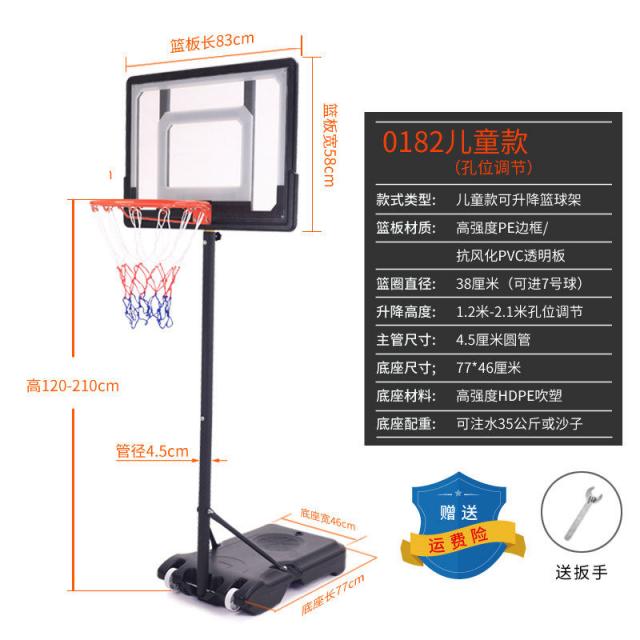 篮板长83cm
篮板宽58cm
高120-210cm
管径4.5cm
底座宽46cm
底座长77cm
0182儿童款
（孔位调节）
款式类型: 儿童款可升降篮球架
篮板材质: 高强度PE边框/
抗风化PVC透明板
篮圈直径: 38厘米（可进7号球）
升降高度: 1.2米-2.1米孔位调节
主管尺寸: 4.5厘米圆管
底座尺寸; 77*46厘米
底座材料: 高强度HDPE吹塑
底座配重: 可注水35公斤或沙子
赠送
运费险
送扳手